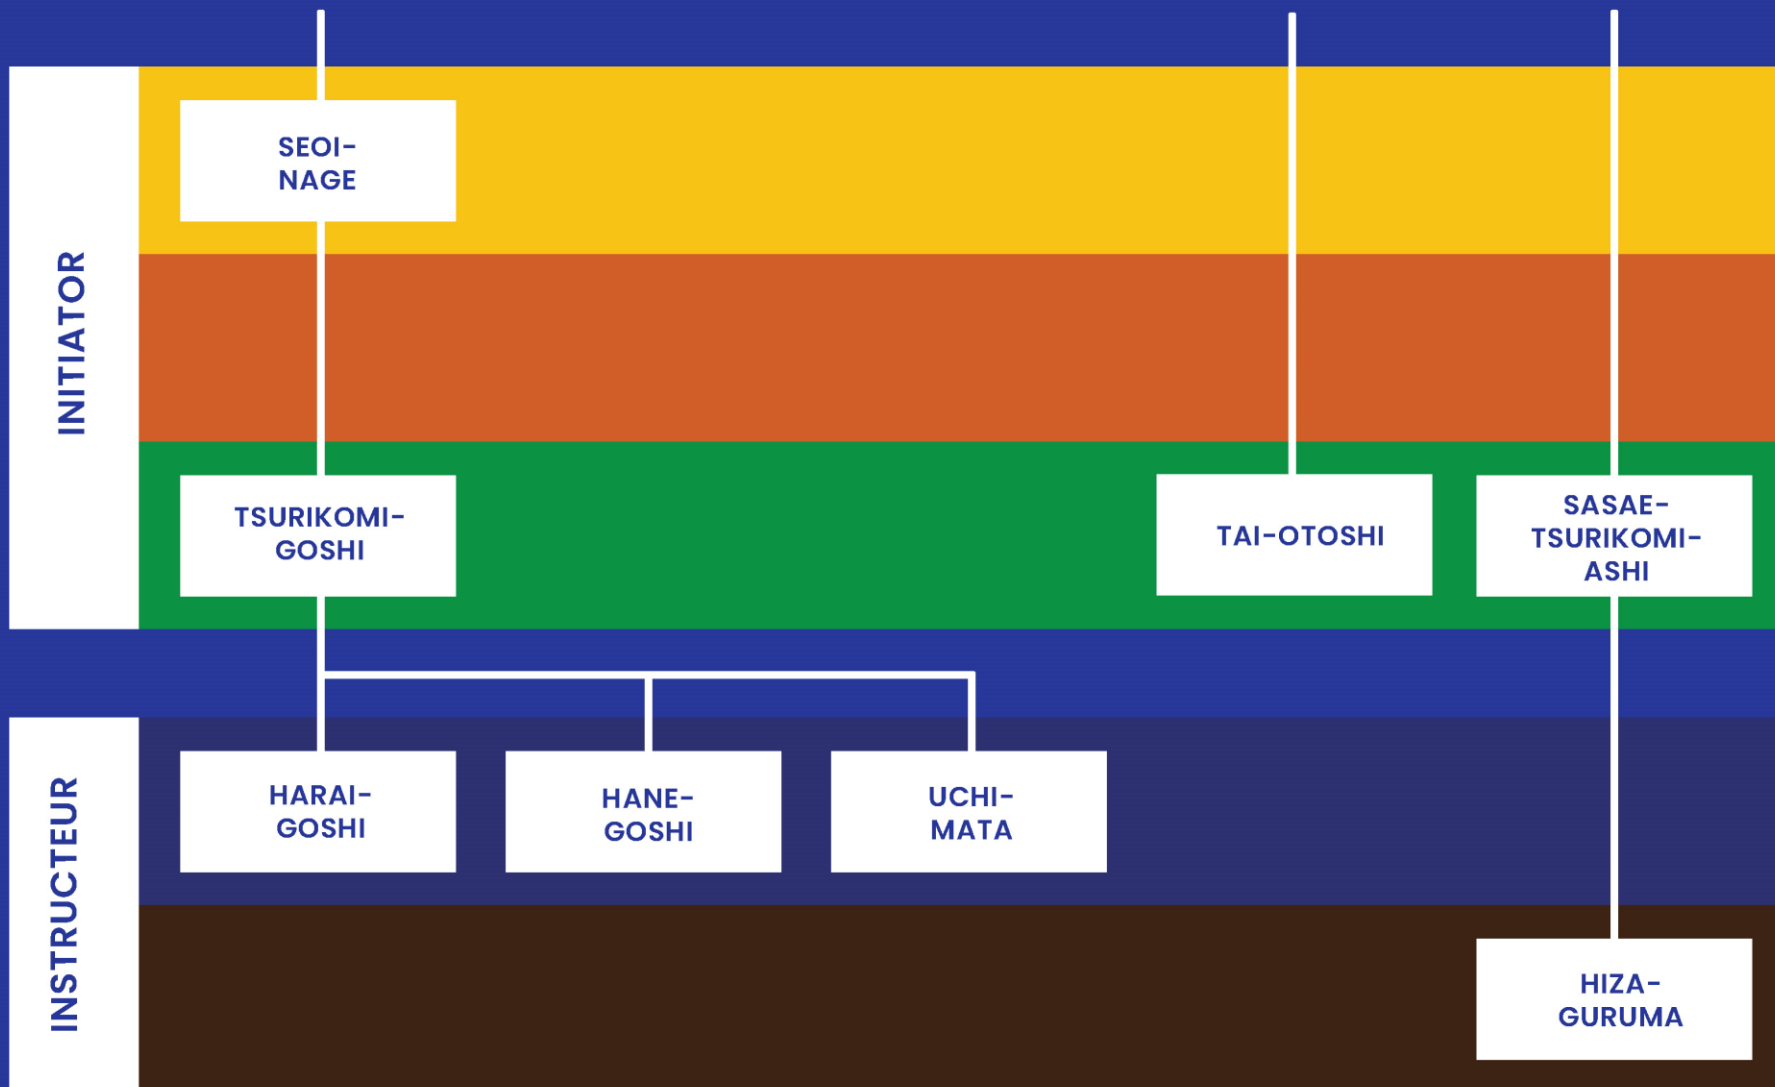 INITIATOR
SEOI-
NAGE
TSURIKOMI-
GOSHI
TAI-OTOSHI
SASAE-
TSURIKOMI-
ASHI
INSTRUCTEUR
HARAI-
GOSHI
HANE-
GOSHI
UCHI-
MATA
HIZA-
GURUMA